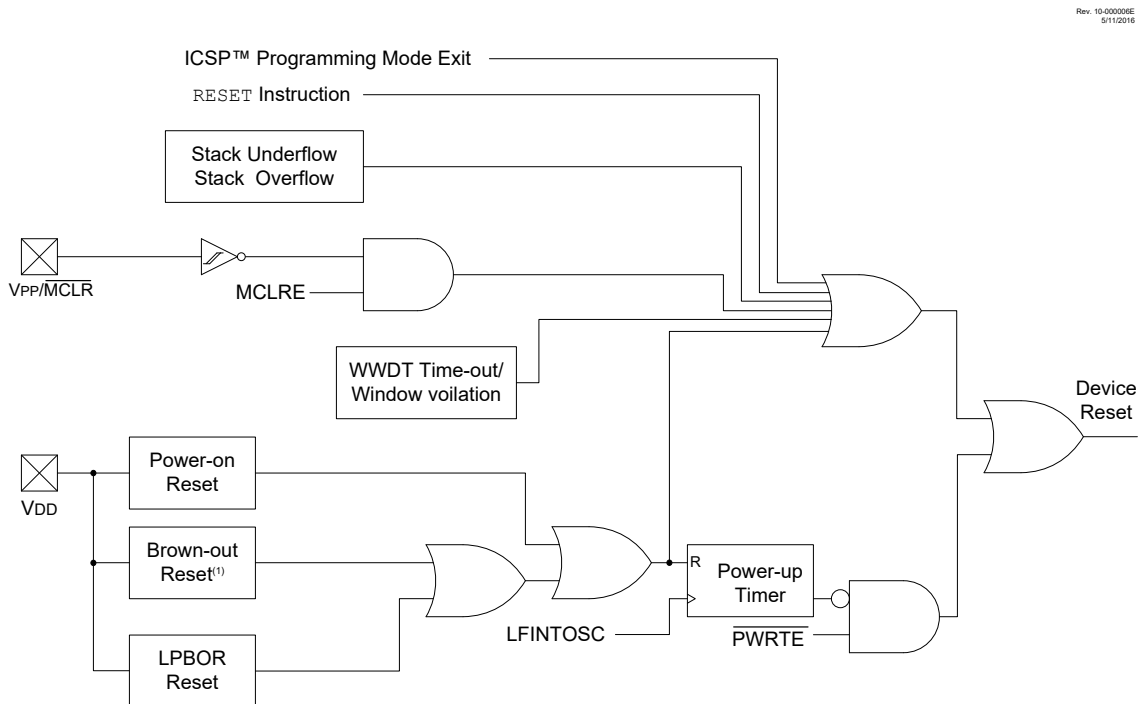 Rev. 10-000006E
5/11/2016
ICSP™ Programming Mode Exit
RESET Instruction
Stack Underflow
Stack Overflow
VPP/MCLR
MCLRE
WWDT Time-out/
Window voilation
Device
Reset
VDD
Power-on
Reset
Brown-out
Reset(1)
LPBOR
Reset
LFINTOSC
R
Power-up
Timer
PWRTE